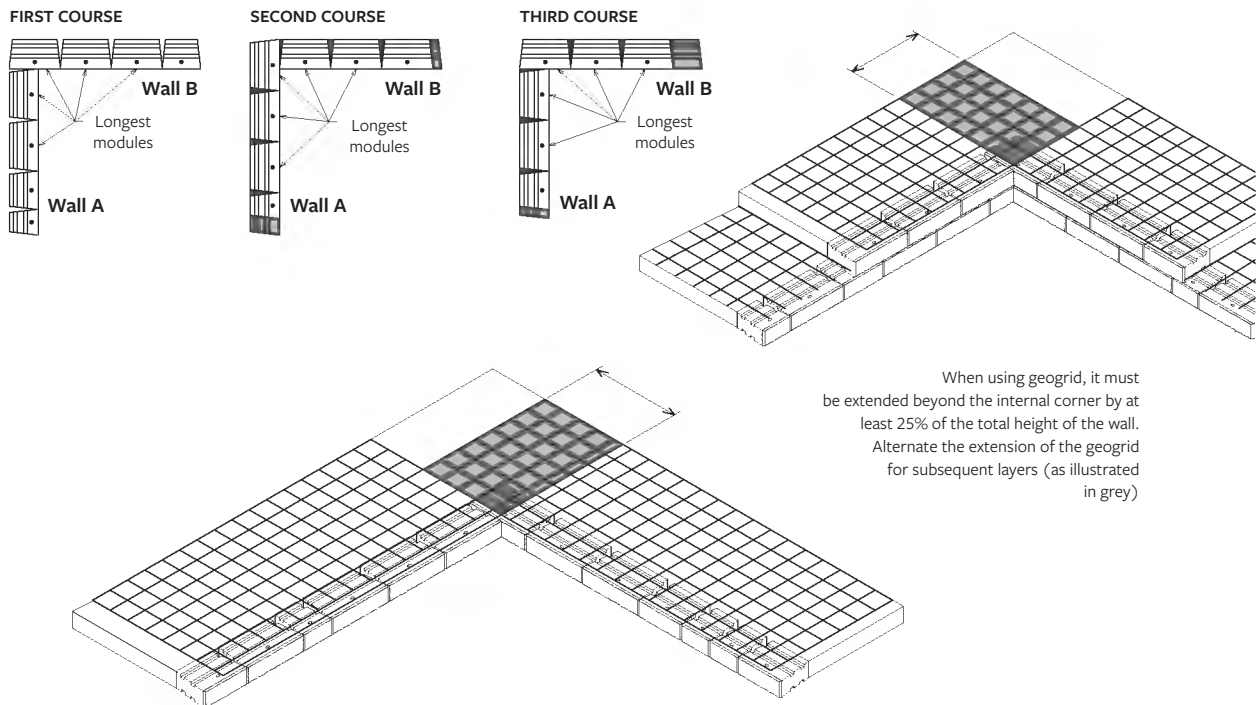 FIRST COURSE
Wall B
Longest
modules
Wall A
SECOND COURSE
Wall B
Longest
modules
Wall A
THIRD COURSE
Wall B
Longest
modules
Wall A
When using geogrid, it must
be extended beyond the internal corner by at
least 25% of the total height of the wall.
Alternate the extension of the geogrid
for subsequent layers (as illustrated
in grey)